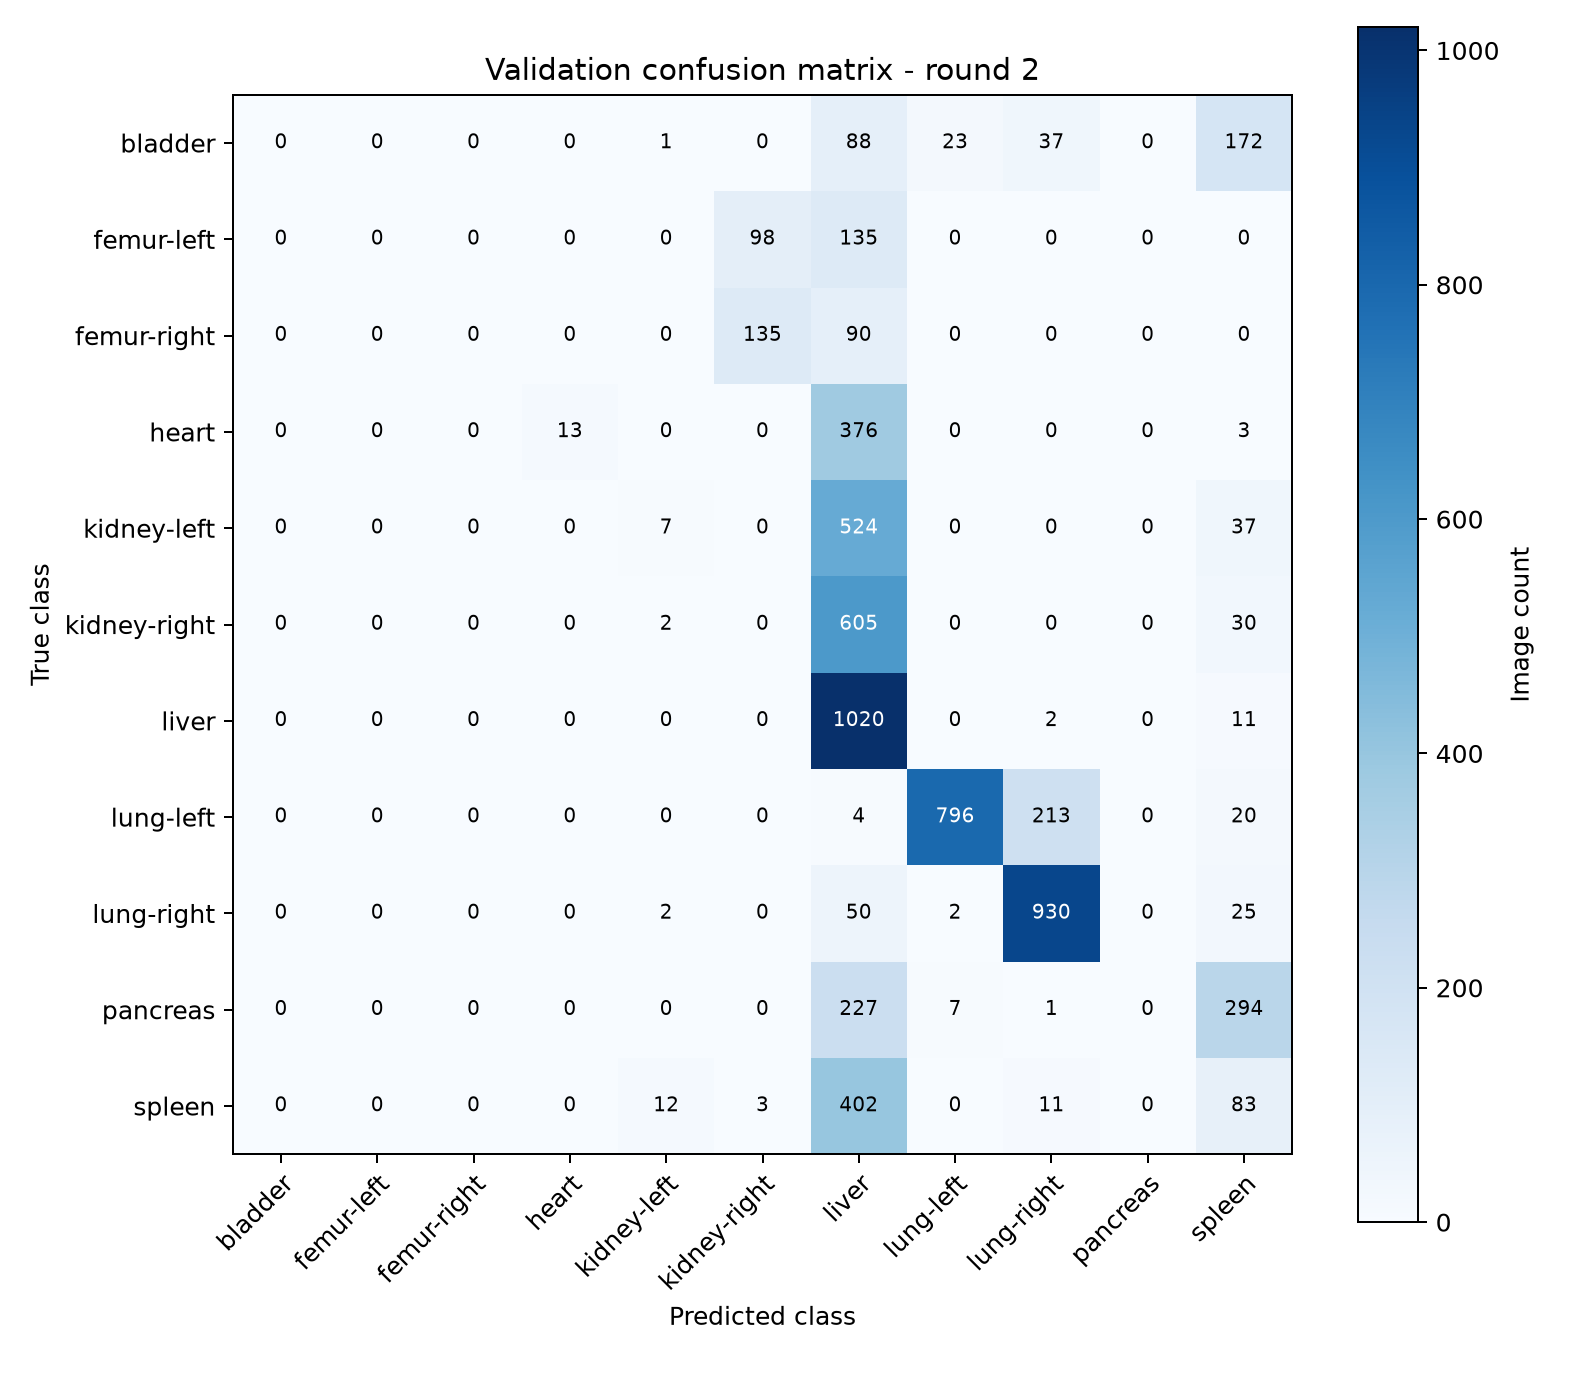 Validation confusion matrix - round 2
True class
bladder 0 0 0 0 1 0 88 23 37 0 172
femur-left 0 0 0 0 0 98 135 0 0 0 0
femur-right 0 0 0 0 0 135 90 0 0 0 0
heart 0 0 0 13 0 0 376 0 0 0 3
kidney-left 0 0 0 0 7 0 524 0 0 0 37
kidney-right 0 0 0 0 2 0 605 0 0 0 30
liver 0 0 0 0 0 0 1020 0 2 0 11
lung-left 0 0 0 0 0 0 4 796 213 0 20
lung-right 0 0 0 0 2 0 50 2 930 0 25
pancreas 0 0 0 0 0 0 227 7 1 0 294
spleen 0 0 0 0 12 3 402 0 11 0 83
bladder femur-left femur-right heart kidney-left kidney-right liver lung-left lung-right pancreas spleen
Predicted class
1000
800
600
400
200
0
Image count